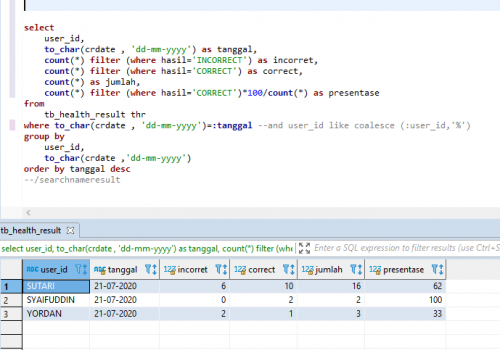 select
user_id,
to_char(crdate , 'dd-mm-yyyy') as tanggal,
count(*) filter (where hasil='INCORRECT') as incorret,
count(*) filter (where hasil='CORRECT') as correct,
count(*) as jumlah,
count(*) filter (where hasil='CORRECT')*100/count(*) as presentase
from
tb_health_result thr
where to_char(crdate , 'dd-mm-yyyy')=:tanggal --and user_id like coalesce (:user_id,'%')
group by
user_id,
to_char(crdate , 'dd-mm-yyyy')
order by tanggal desc
--/searchnameresult
tb_health_result
select user_id, to_char(crdate , 'dd-mm-yyyy') as tanggal, count(*) filter (whe Enter a SQL expression to filter results (use Ctrl+S
ABC user_id ABC tanggal 123 incorret 123 correct 123 jumlah 123 presentase
1 SUTARI 21-07-2020 6 10 16 62
2 SYAIFUDDIN 21-07-2020 0 2 2 100
3 YORDAN 21-07-2020 2 1 3 33